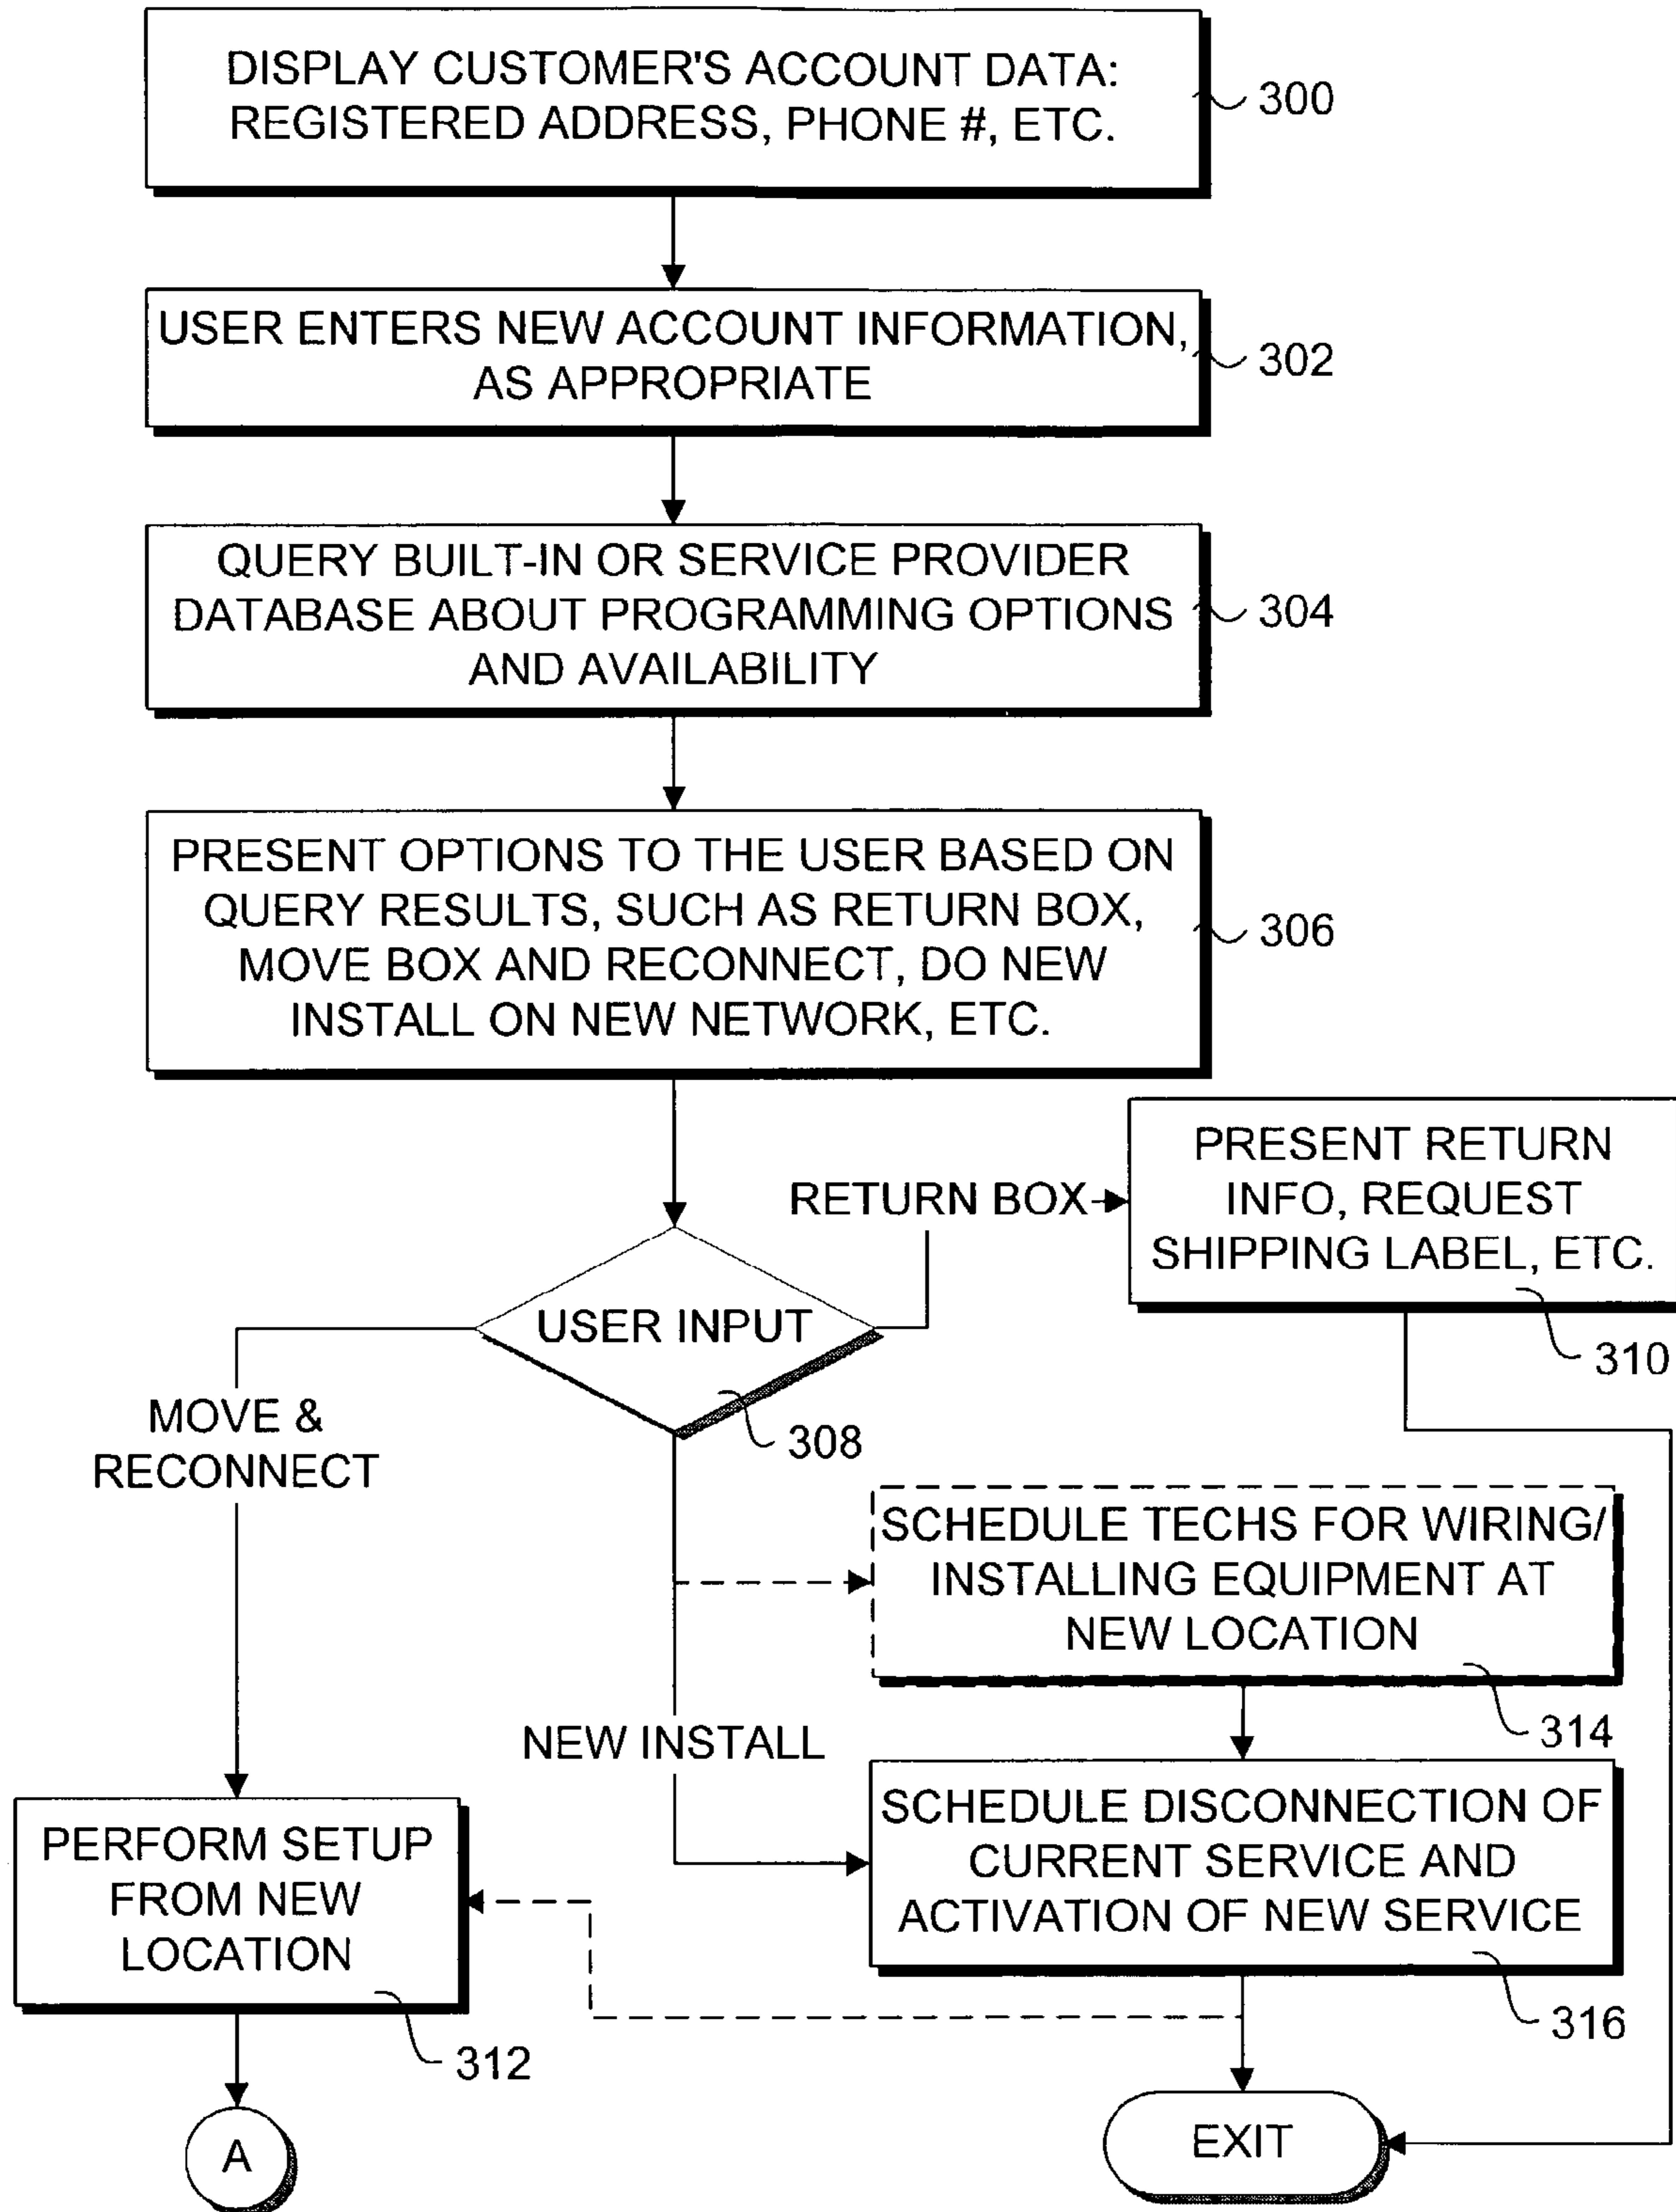 DISPLAY CUSTOMER'S ACCOUNT DATA:
REGISTERED ADDRESS, PHONE #, ETC.
300
USER ENTERS NEW ACCOUNT INFORMATION,
AS APPROPRIATE
302
QUERY BUILT-IN OR SERVICE PROVIDER
DATABASE ABOUT PROGRAMMING OPTIONS
AND AVAILABILITY
304
PRESENT OPTIONS TO THE USER BASED ON
QUERY RESULTS, SUCH AS RETURN BOX,
MOVE BOX AND RECONNECT, DO NEW
INSTALL ON NEW NETWORK, ETC.
306
RETURN BOX
PRESENT RETURN
INFO, REQUEST
SHIPPING LABEL, ETC.
310
USER INPUT
308
MOVE &
RECONNECT
SCHEDULE TECHS FOR WIRING/
INSTALLING EQUIPMENT AT
NEW LOCATION
314
NEW INSTALL
SCHEDULE DISCONNECTION OF
CURRENT SERVICE AND
ACTIVATION OF NEW SERVICE
316
PERFORM SETUP
FROM NEW
LOCATION
312
A
EXIT